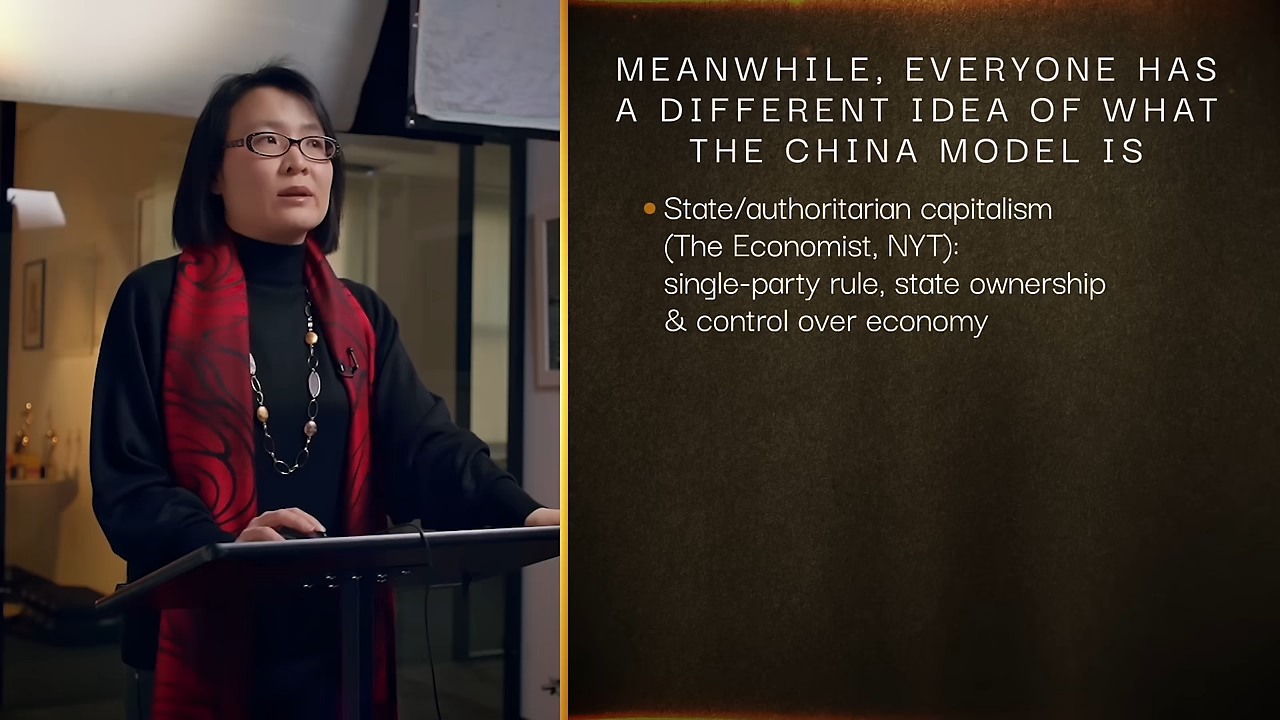 MEANWHILE, EVERYONE HAS
A DIFFERENT IDEA OF WHAT
THE CHINA MODEL IS
State/authoritarian capitalism
(The Economist, NYT):
single-party rule, state ownership
& control over economy